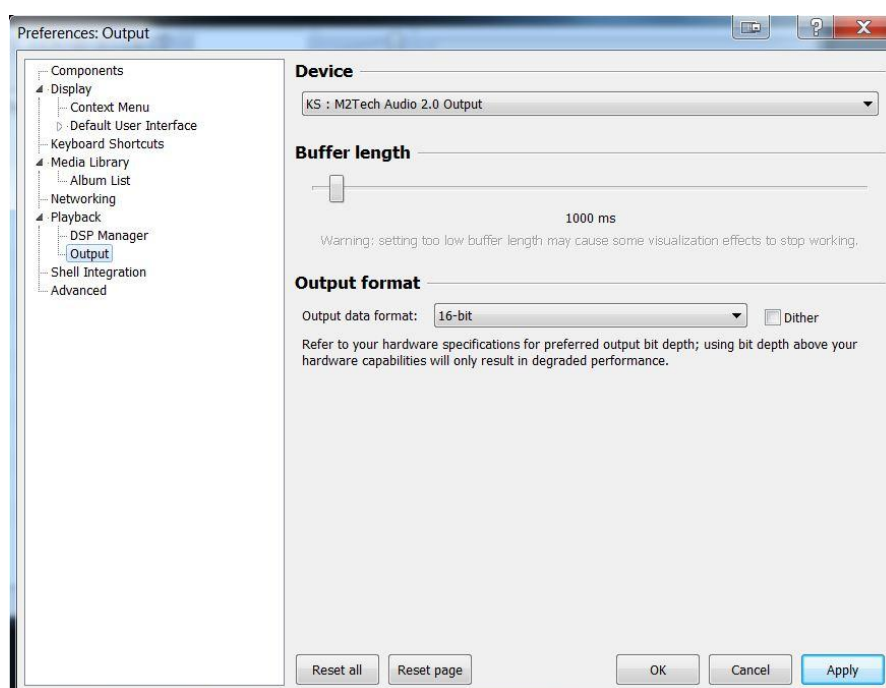 Preferences: Output
Components
Display
Context Menu
Default User Interface
Keyboard Shortcuts
Media Library
Album List
Networking
Playback
DSP Manager
Output
Shell Integration
Advanced
Device
KS : M2Tech Audio 2.0 Output
Buffer length
1000 ms
Warning: setting too low buffer length may cause some visualization effects to stop working.
Output format
Output data format: 16-bit Dither
Refer to your hardware specifications for preferred output bit depth; using bit depth above your
hardware capabilities will only result in degraded performance.
Reset all Reset page OK Cancel Apply